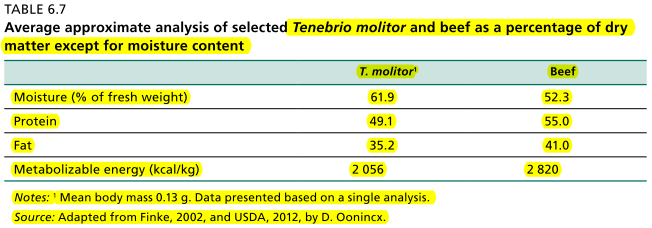 TABLE 6.7
Average approximate analysis of selected Tenebrio molitor and beef as a percentage of dry
matter except for moisture content
T. molitor¹ Beef
Moisture (% of fresh weight) 61.9 52.3
Protein 49.1 55.0
Fat 35.2 41.0
Metabolizable energy (kcal/kg) 2 056 2 820
Notes: ¹ Mean body mass 0.13 g. Data presented based on a single analysis.
Source: Adapted from Finke, 2002, and USDA, 2012, by D. Oonincx.